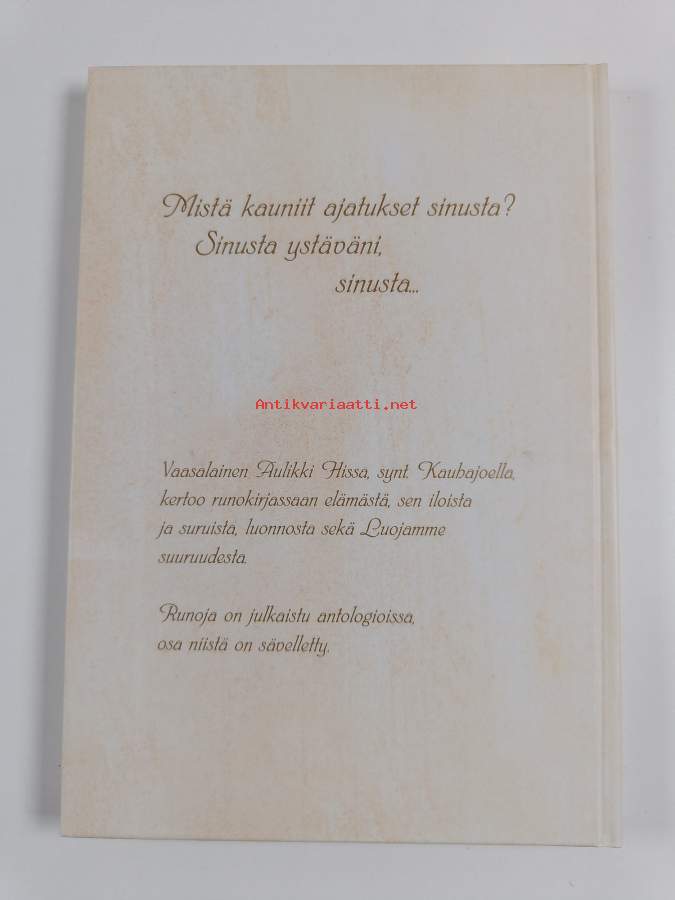 Mistä kauniit ajatukset sinusta?
Sinusta ystäväni,
sinusta...
Antikvariaatti.net
Vaasalainen Aulikki Hissa, synt. Kauhajoella,
kertoo runokirjassaan elämästä, sen iloista
ja suruista, luonnosta sekä Luojamme
suuruudesta.
Runoja on julkaistu antologioissa,
osa niistä on sävelletty.